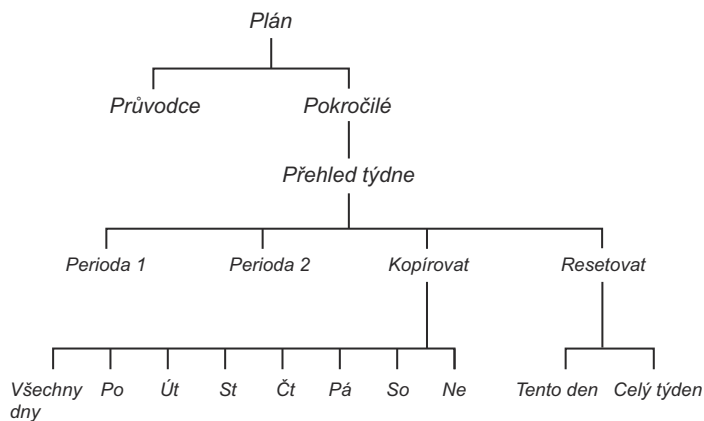 Plán
Průvodce
Pokročilé
Přehled týdne
Perioda 1
Perioda 2
Kopírovat
Resetovat
Všechny
dny
Po
Út
St
Čt
Pá
So
Ne
Tento den
Celý týden